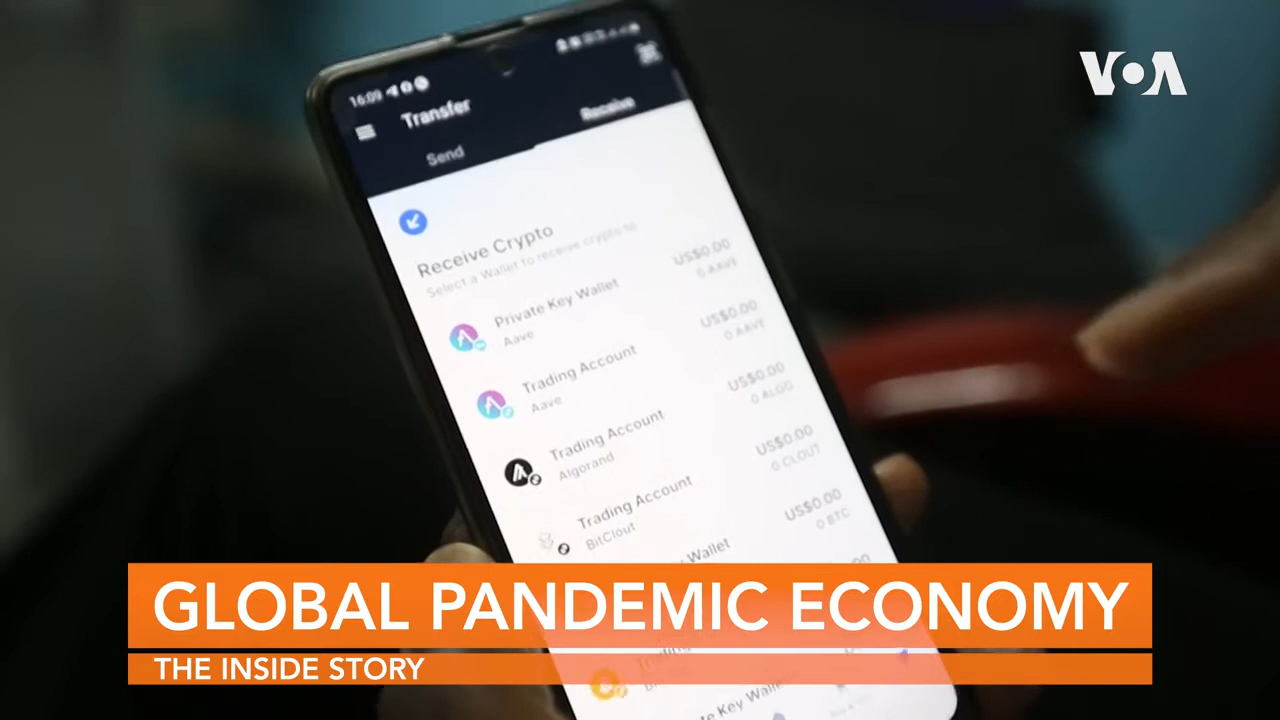 VOA
16:09
Transfer
Send
Receive
Receive Crypto
Select a Wallet to receive crypto to
Private Key Wallet
US$0.00
Aave
0 AAVE
Trading Account
US$0.00
Aave
0 AAVE
Trading Account
US$0.00
Algorand
0 ALGO
Trading Account
US$0.00
BitClout
0 CLOUT
Wallet
US$0.00
0 BTC
GLOBAL PANDEMIC ECONOMY
THE INSIDE STORY
Key